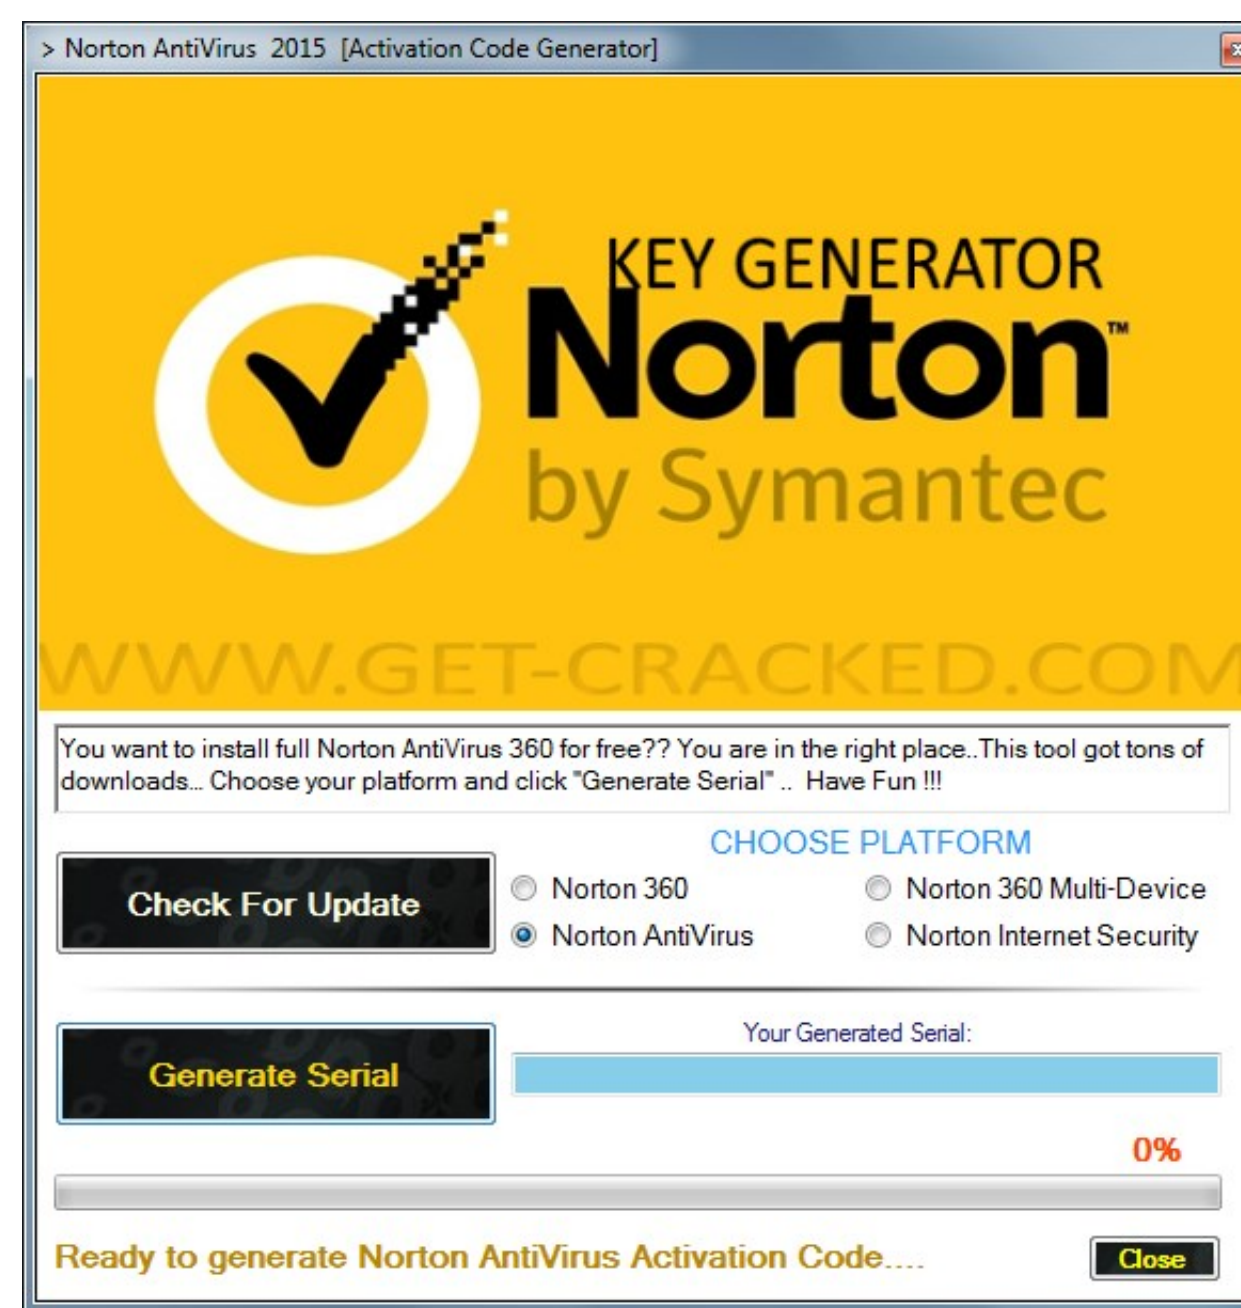 > Norton AntiVirus 2015 [Activation Code Generator]
KEY GENERATOR
Norton™
by Symantec
WWW.GET-CRACKED.COM
You want to install full Norton AntiVirus 360 for free?? You are in the right place..This tool got tons of
downloads... Choose your platform and click "Generate Serial" .. Have Fun !!!
CHOOSE PLATFORM
Check For Update
Norton 360
Norton 360 Multi-Device
Norton AntiVirus
Norton Internet Security
Your Generated Serial:
Generate Serial
0%
Ready to generate Norton AntiVirus Activation Code....
Close